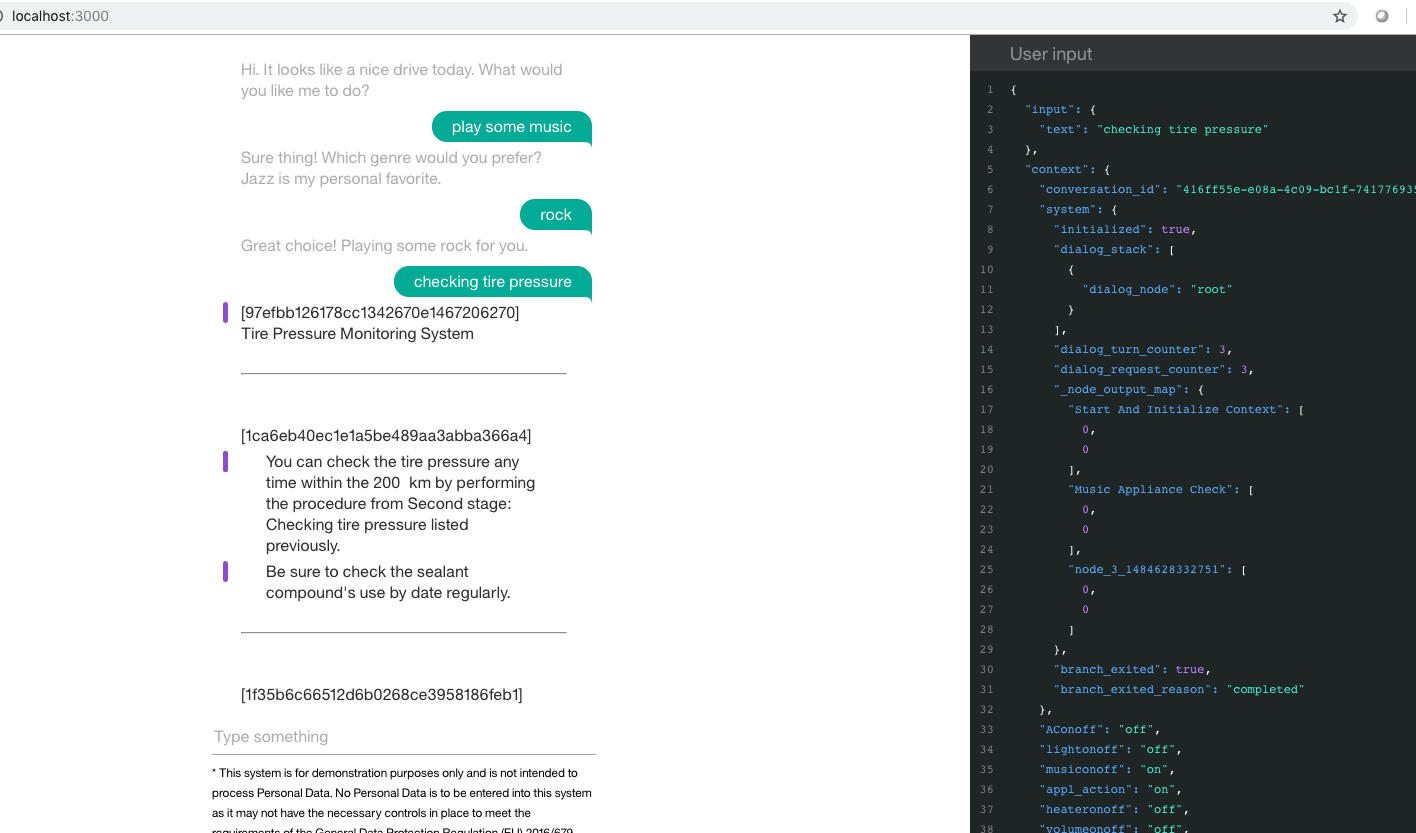 localhost:3000
Hi. It looks like a nice drive today. What would
you like me to do?
play some music
Sure thing! Which genre would you prefer?
Jazz is my personal favorite.
rock
Great choice! Playing some rock for you.
checking tire pressure
[97efbb126178cc1342670e1467206270]
Tire Pressure Monitoring System
[1ca6eb40ec1e1a5be489aa3abba366a4]
You can check the tire pressure any
time within the 200  km by performing
the procedure from Second stage:
Checking tire pressure listed
previously.
Be sure to check the sealant
compound's use by date regularly.
[1f35b6c66512d6b0268ce3958186feb1]
Type something
* This system is for demonstration purposes only and is not intended to
process Personal Data. No Personal Data is to be entered into this system
as it may not have the necessary controls in place to meet the
requirements of the General Data Protection Regulation (EU) 2016/679
User input
1 {
2 "input": {
3 "text": "checking tire pressure"
4 },
5 "context": {
6 "conversation_id": "416ff55e-e08a-4c09-bc1f-741776935
7 "system": {
8 "initialized": true,
9 "dialog_stack": [
10 {
11 "dialog_node": "root"
12 }
13 ],
14 "dialog_turn_counter": 3,
15 "dialog_request_counter": 3,
16 "_node_output_map": {
17 "Start And Initialize Context": [
18 0,
19 0
20 ],
21 "Music Appliance Check": [
22 0,
23 0
24 ],
25 "node_3_1484628332751": [
26 0,
27 0
28 ]
29 },
30 "branch_exited": true,
31 "branch_exited_reason": "completed"
32 },
33 "AConoff": "off",
34 "lightonoff": "off",
35 "musiconoff": "on",
36 "appl_action": "on",
37 "heateronoff": "off",
38 "volumeonoff": "off",